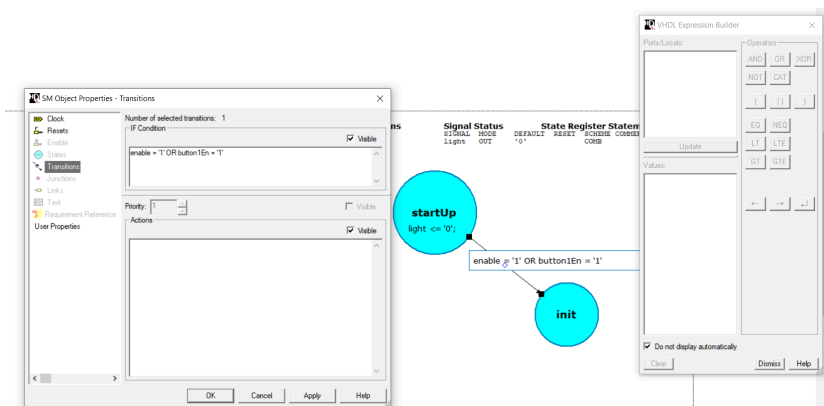 VHDL Expression Builder
Ports/Locals:
Operators
AND OR XOR
NOT CAT
( () )
EQ NEQ
LT LTE
GT GTE
Update
Values:
← → ↵
Do not display automatically
Clear Dismiss Help
SM Object Properties - Transitions
Clock
Resets
Enable
States
Transitions
Junctions
Links
Text
Requirement Reference
User Properties
Number of selected transitions: 1
IF Condition
Visible
enable = '1' OR button1En = '1'
Priority: 1
Visible
Actions
Visible
OK Cancel Apply Help
ns
Signal Status State Register Statem
SIGNAL MODE DEFAULT RESET SCHEME COMMEN
light OUT '0' COMB
startUp
light <= '0';
enable = '1' OR button1En = '1'
init